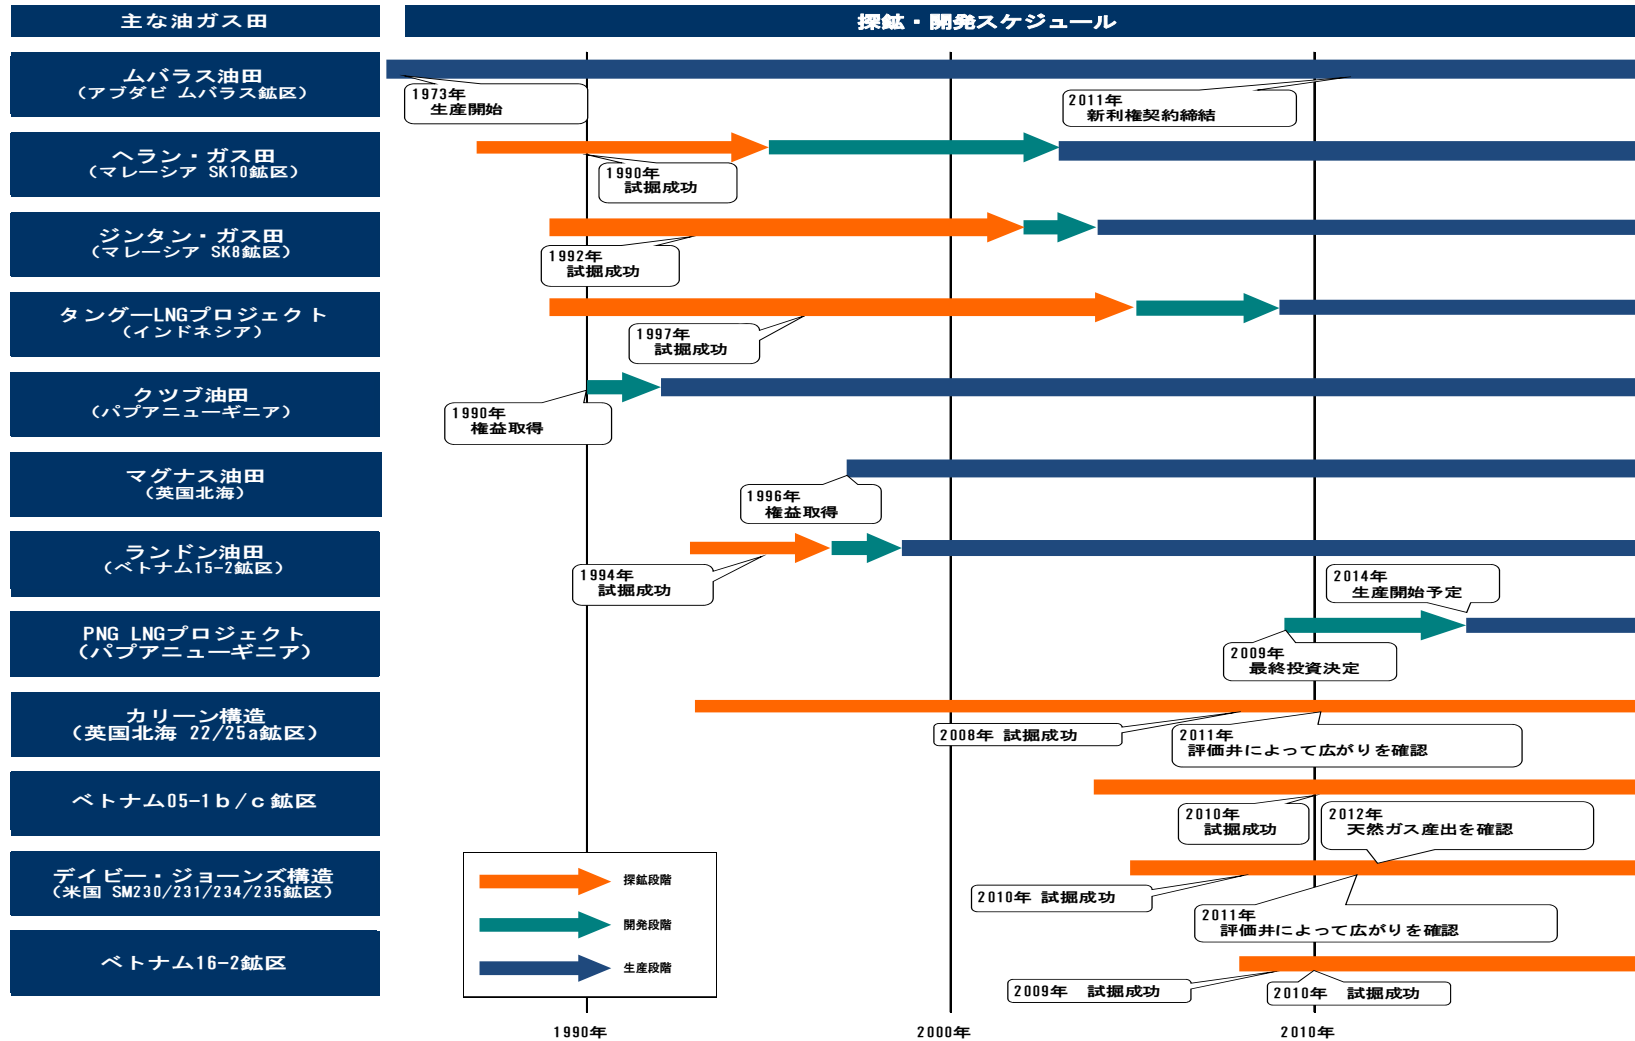 主な油ガス田
探鉱・開発スケジュール
ムバラス油田
(アブダビ ムバラス鉱区)
1973年
生産開始
2011年
新利権契約締結
ヘラン・ガス田
(マレーシア SK10鉱区)
1990年
試掘成功
ジンタン・ガス田
(マレーシア SK8鉱区)
1992年
試掘成功
タングーLNGプロジェクト
(インドネシア)
1997年
試掘成功
クツブ油田
(パプアニューギニア)
1990年
権益取得
マグナス油田
(英国北海)
1996年
権益取得
ランドン油田
(ベトナム15-2鉱区)
1994年
試掘成功
2014年
生産開始予定
PNG LNGプロジェクト
(パプアニューギニア)
2009年
最終投資決定
カリーン構造
(英国北海 22/25a鉱区)
2008年 試掘成功
2011年
評価井によって広がりを確認
ベトナム05-1b/c鉱区
2010年
試掘成功
2012年
天然ガス産出を確認
デイビー・ジョーンズ構造
(米国 SM230/231/234/235鉱区)
2010年 試掘成功
2011年
評価井によって広がりを確認
ベトナム16-2鉱区
2009年 試掘成功
2010年 試掘成功
探鉱段階
開発段階
生産段階
1990年
2000年
2010年